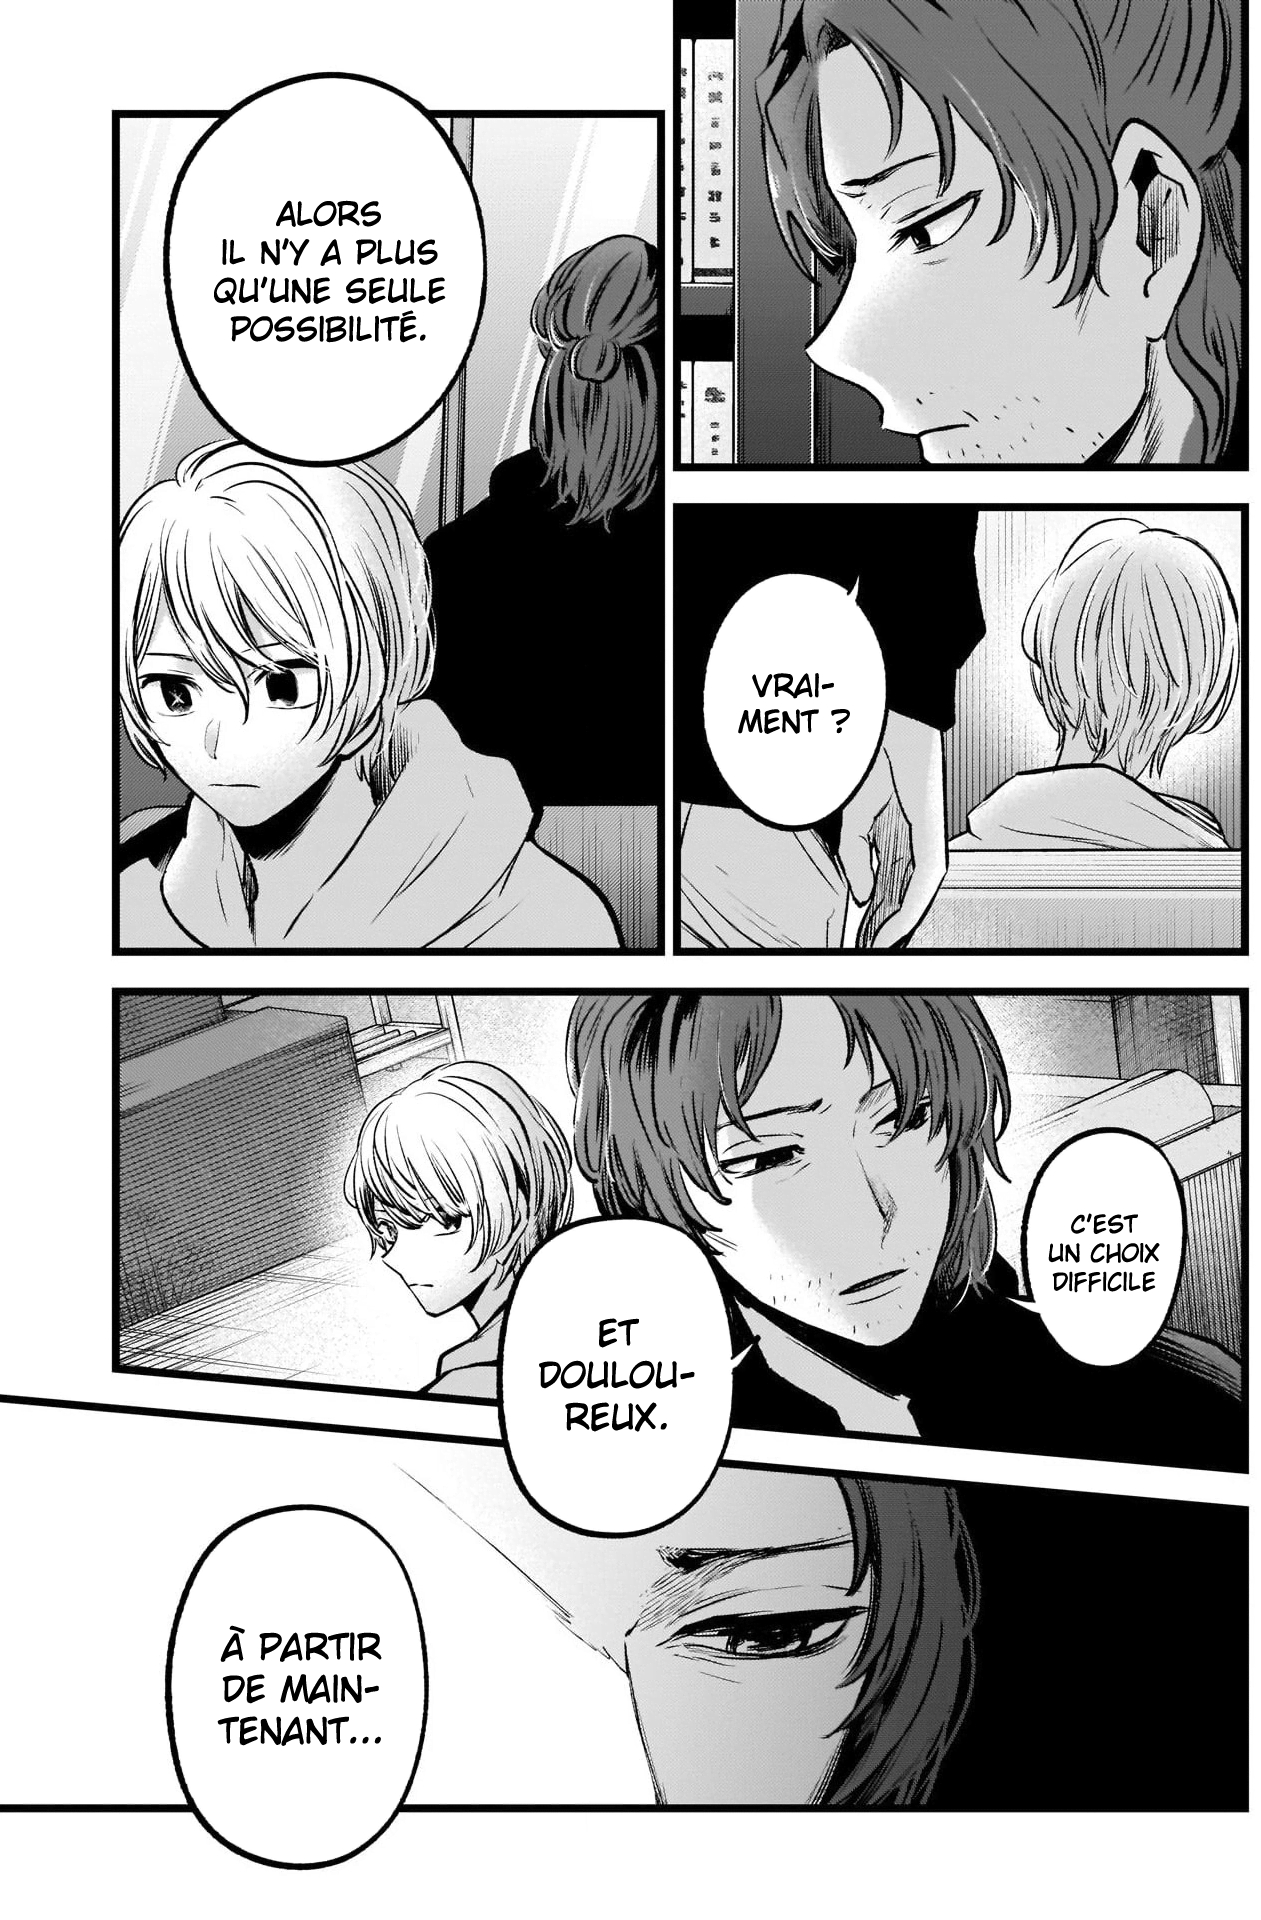 VRAI-
MENT ?
ALORS
IL N'Y A PLUS
QU'UNE SEULE
POSSIBILITÉ.
C'EST
UN CHOIX
DIFFICILE
ET
DOULOU-
REUX.
À PARTIR
DE MAIN-
TENANT...